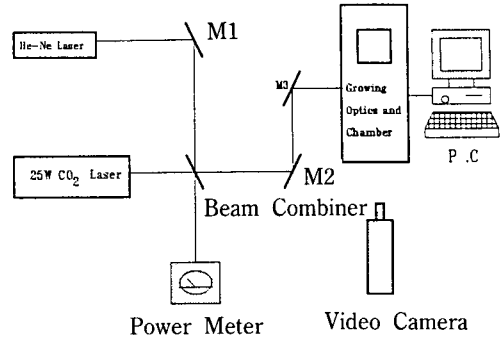 He-Ne Laser
M1
M3
Growing
Optics and
Chamber
P .C
25W CO₂ Laser
M2
Beam Combiner
Power Meter
Video Camera